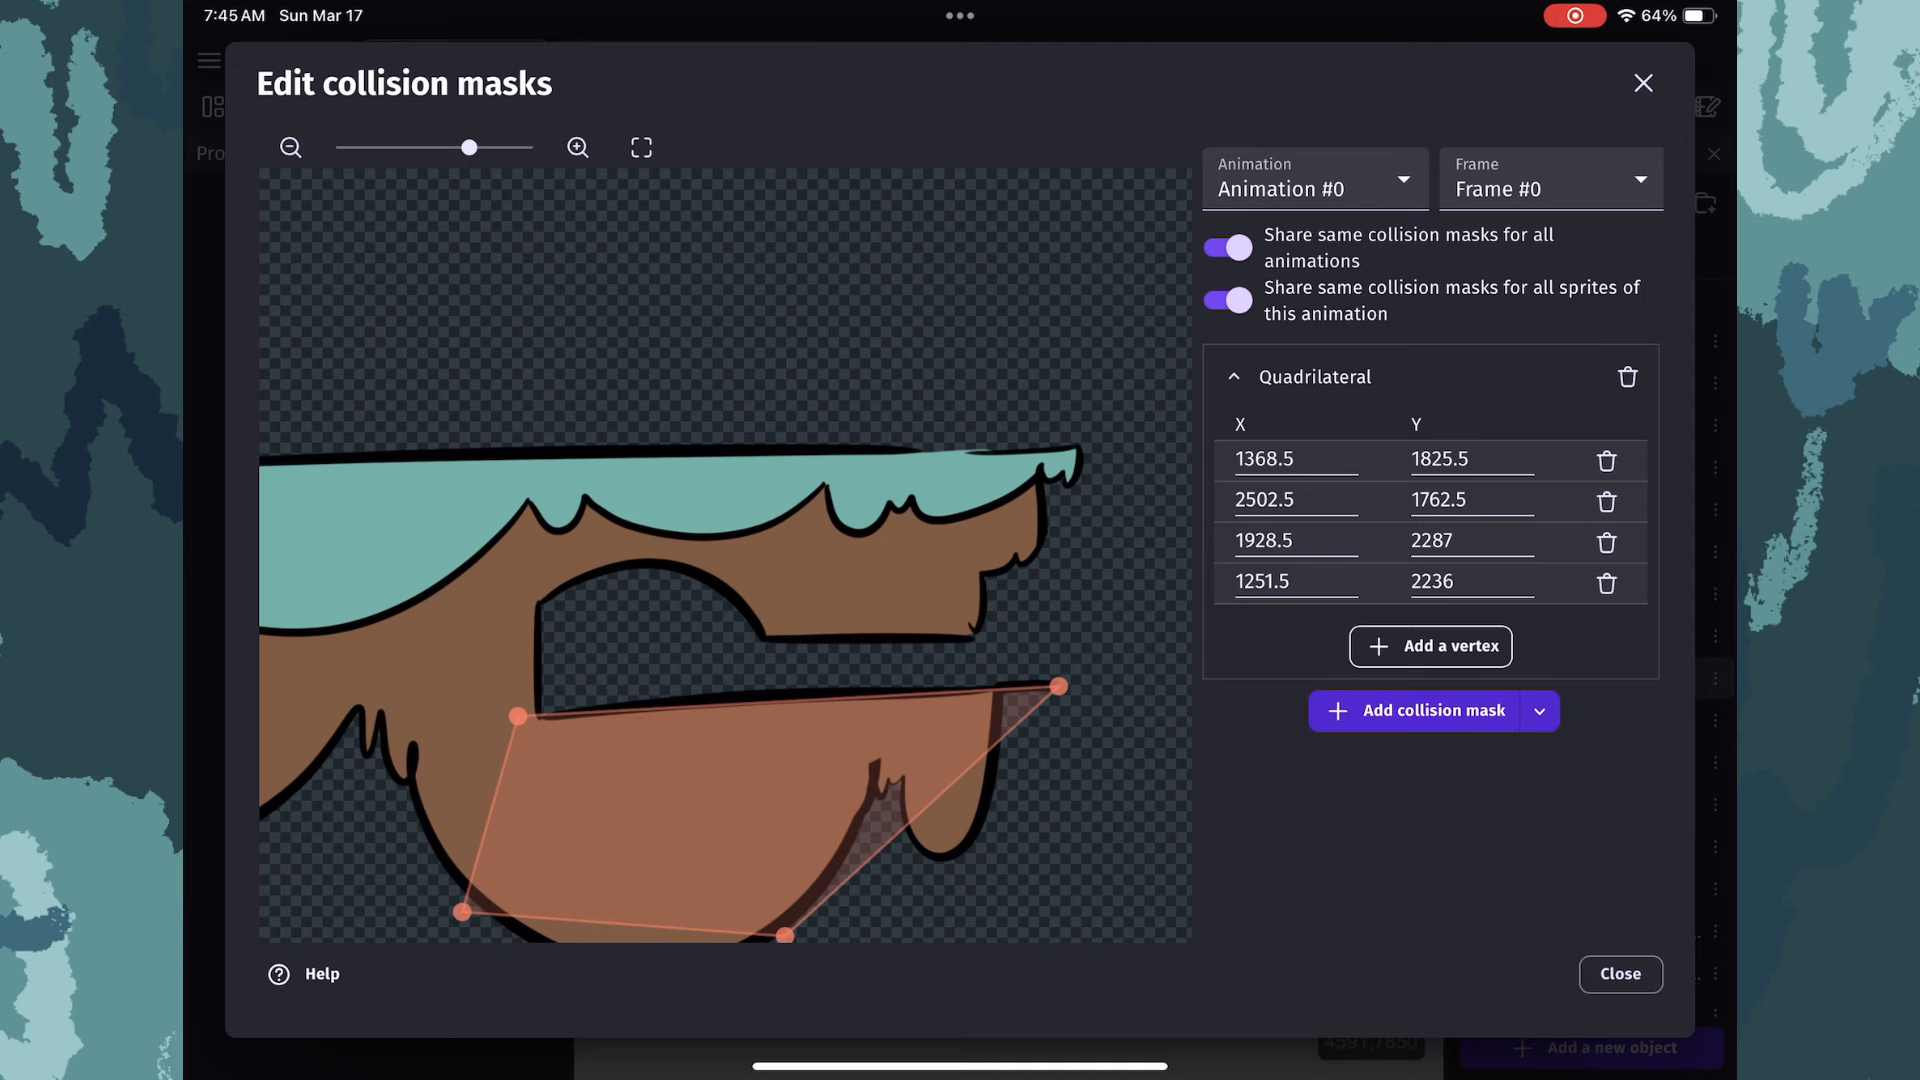 7:45 AM Sun Mar 17
64%
Edit collision masks
Pro
Animation
Animation #0
Frame
Frame #0
Share same collision masks for all
animations
Share same collision masks for all sprites of
this animation
Quadrilateral
X Y
1368.5 1825.5
2502.5 1762.5
1928.5 2287
1251.5 2236
Add a vertex
Add collision mask
Help
Close
4591;7850
Add a new object